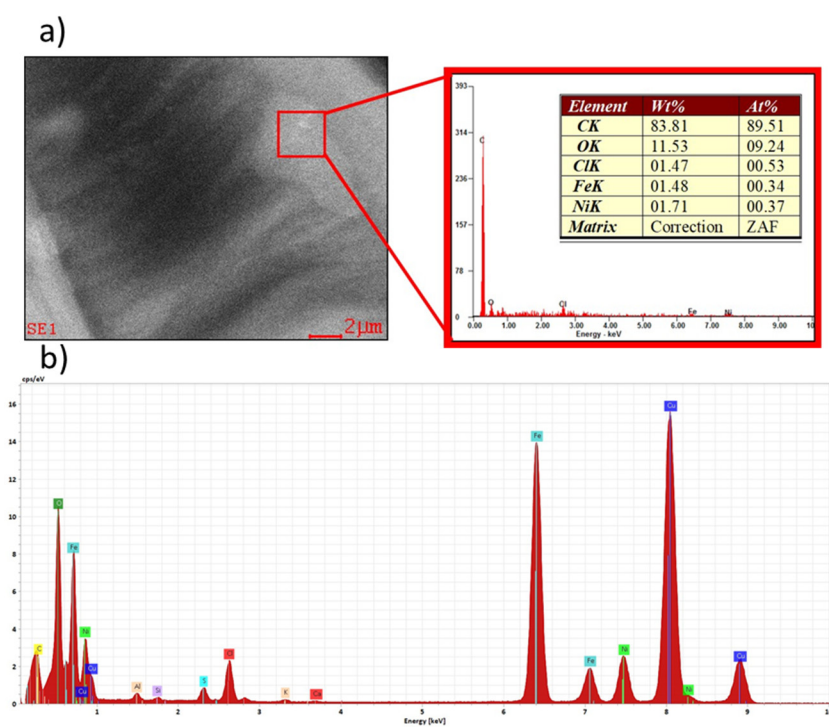 a)
SE1 2μm
393
314
236
157
78
0
C
O
Cl
Fe
Ni
0.00 1.00 2.00 3.00 4.00 5.00 6.00 7.00 8.00 9.00 10
Energy - keV
Element Wt% At%
CK 83.81 89.51
OK 11.53 09.24
ClK 01.47 00.53
FeK 01.48 00.34
NiK 01.71 00.37
Matrix Correction ZAF
b)
cps/eV
16
14
12
10
8
6
4
2
0
C
O
Fe
Ni
Cu
Cu
Al
Si
S
Cl
K
Ca
Fe
Fe
Ni
Cu
Ni
Cu
1 2 3 4 5 6 7 8 9 10
Energy [keV]